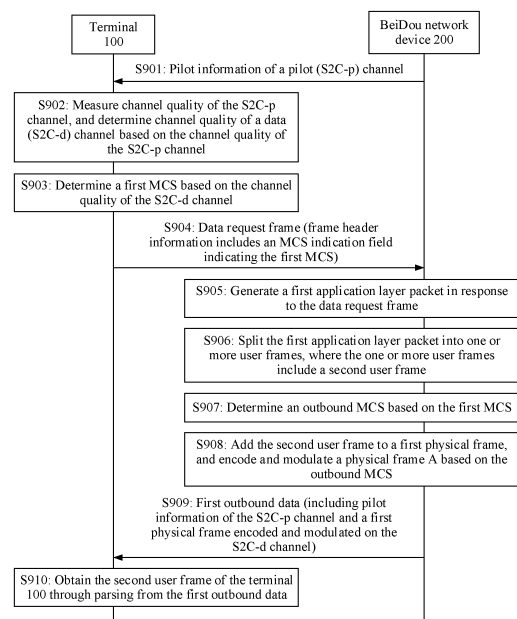 Terminal
100
BeiDou network
device 200
S901: Pilot information of a pilot (S2C-p) channel
S902: Measure channel quality of the S2C-p
channel, and determine channel quality of a data
(S2C-d) channel based on the channel quality of
the S2C-p channel
S903: Determine a first MCS based on the channel
quality of the S2C-d channel
S904: Data request frame (frame header
information includes an MCS indication field
indicating the first MCS)
S905: Generate a first application layer packet in response
to the data request frame
S906: Split the first application layer packet into one or
more user frames, where the one or more user frames
include a second user frame
S907: Determine an outbound MCS based on the first MCS
S908: Add the second user frame to a first physical frame,
and encode and modulate a physical frame A based on the
outbound MCS
S909: First outbound data (including pilot
information of the S2C-p channel and a first
physical frame encoded and modulated on the
S2C-d channel)
S910: Obtain the second user frame of the terminal
100 through parsing from the first outbound data